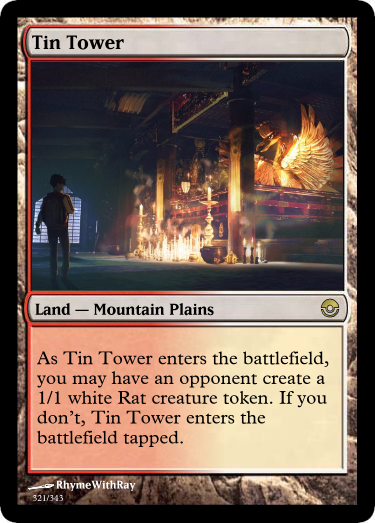 Tin Tower
Land — Mountain Plains
As Tin Tower enters the battlefield,
you may have an opponent create a
1/1 white Rat creature token. If you
don't, Tin Tower enters the
battlefield tapped.
RhymeWithRay
321/343